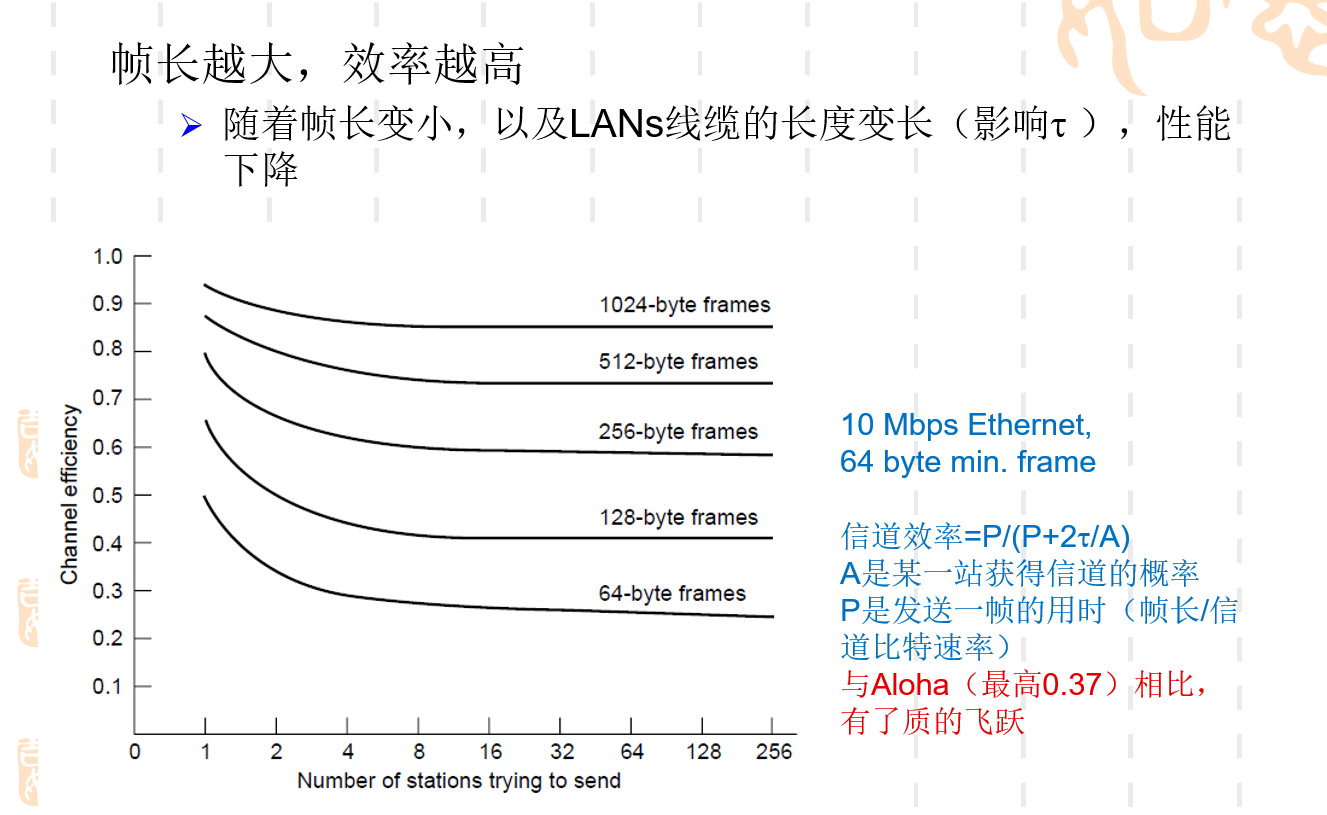 帧长越大，效率越高
随着帧长变小，以及LANs线缆的长度变长（影响τ ），性能
下降
1.0
0.9
0.8
0.7
0.6
0.5
0.4
0.3
0.2
0.1
Channel efficiency
1024-byte frames
512-byte frames
256-byte frames
128-byte frames
64-byte frames
0 1 2 4 8 16 32 64 128 256
Number of stations trying to send
10 Mbps Ethernet,
64 byte min. frame
信道效率=P/(P+2τ/A)
A是某一站获得信道的概率
P是发送一帧的用时（帧长/信
道比特速率）
与Aloha（最高0.37）相比，
有了质的飞跃